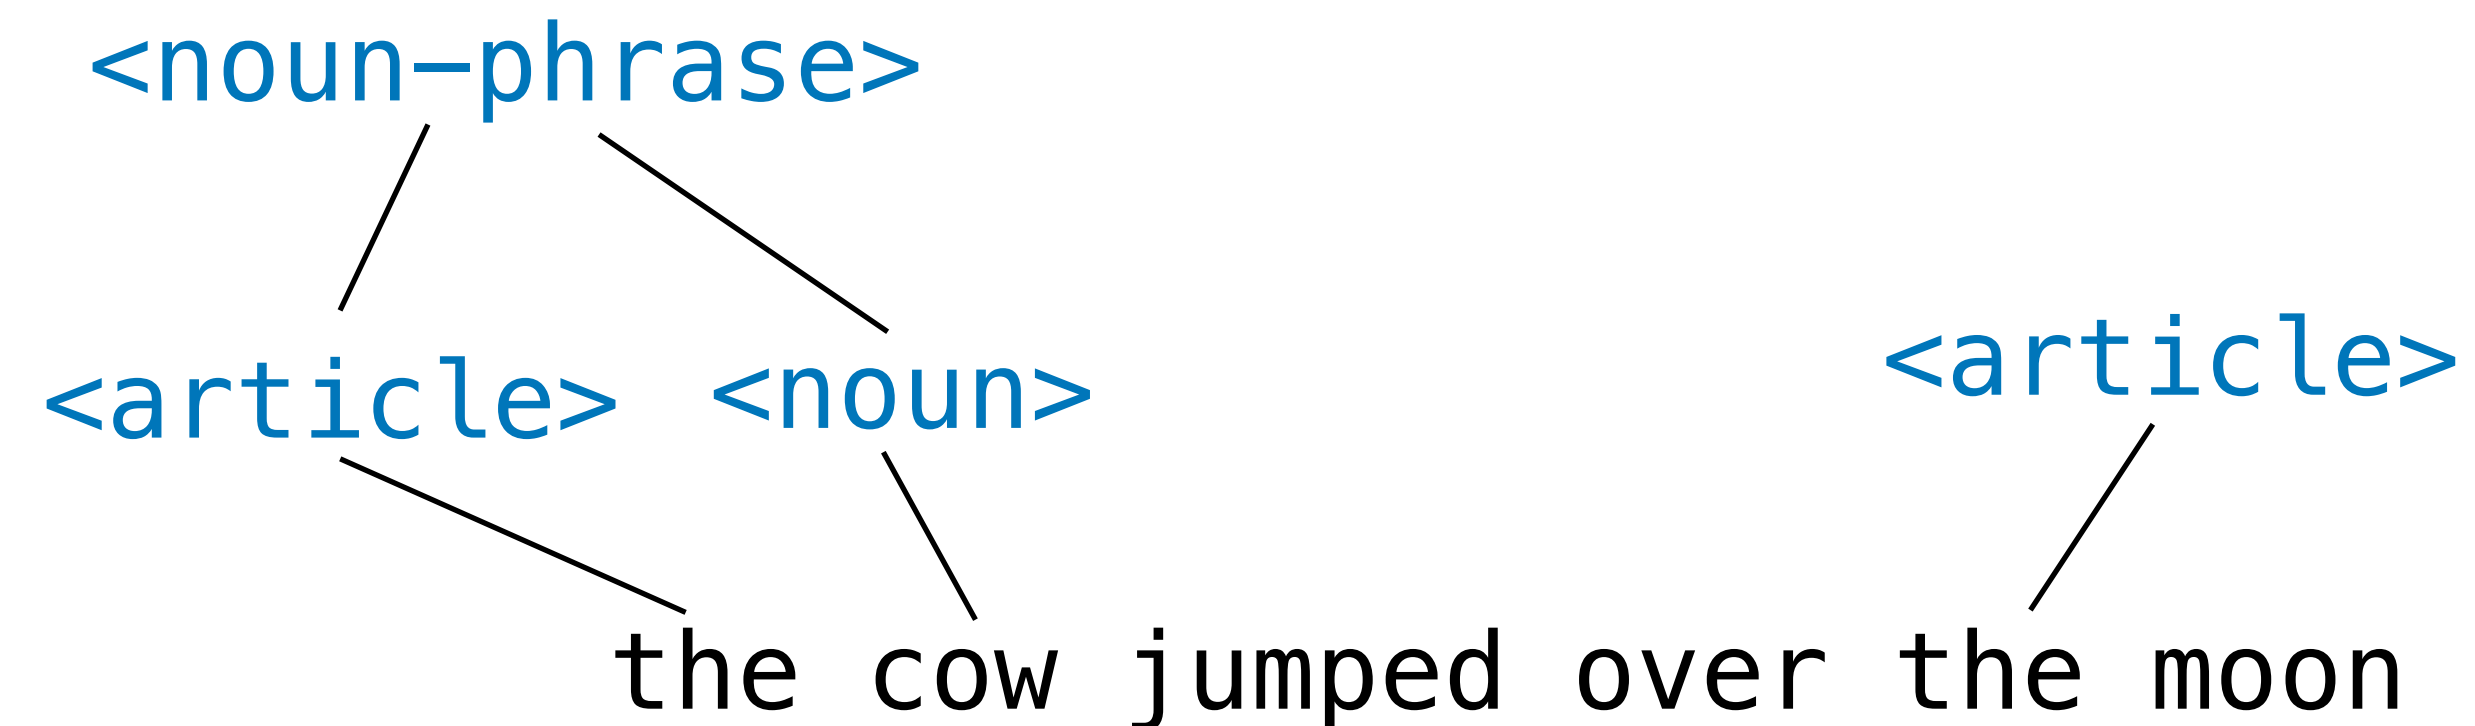 <noun-phrase>
<article> <noun> <article>
the cow jumped over the moon